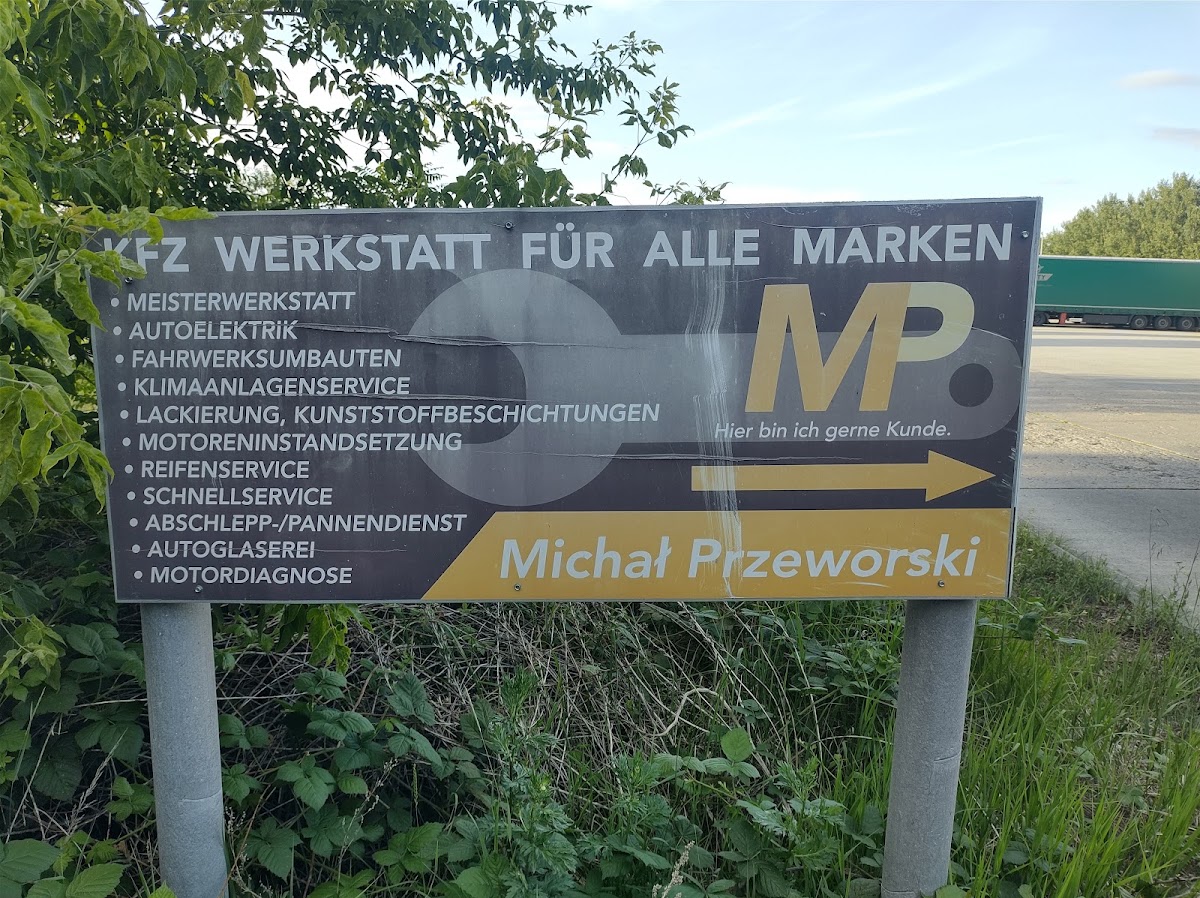 KFZ WERKSTATT FÜR ALLE MARKEN
• MEISTERWERKSTATT
• AUTOELEKTRiK
• FAHRWERKSUMBAUTEN
• KLIMAANLAGENSERVICE
• LACKIERUNG, KUNSTSTOFFBESCHICHTUNGEN
• MOTORENINSTANDSETZUNG
• REIFENSERVICE
• SCHNELLSERVICE
• ABSCHLEPP-/PANNENDIENST
• AUTOGLASEREI
• MOTORDIAGNOSE
MP
Hier bin ich gerne Kunde.
Michał Przeworski